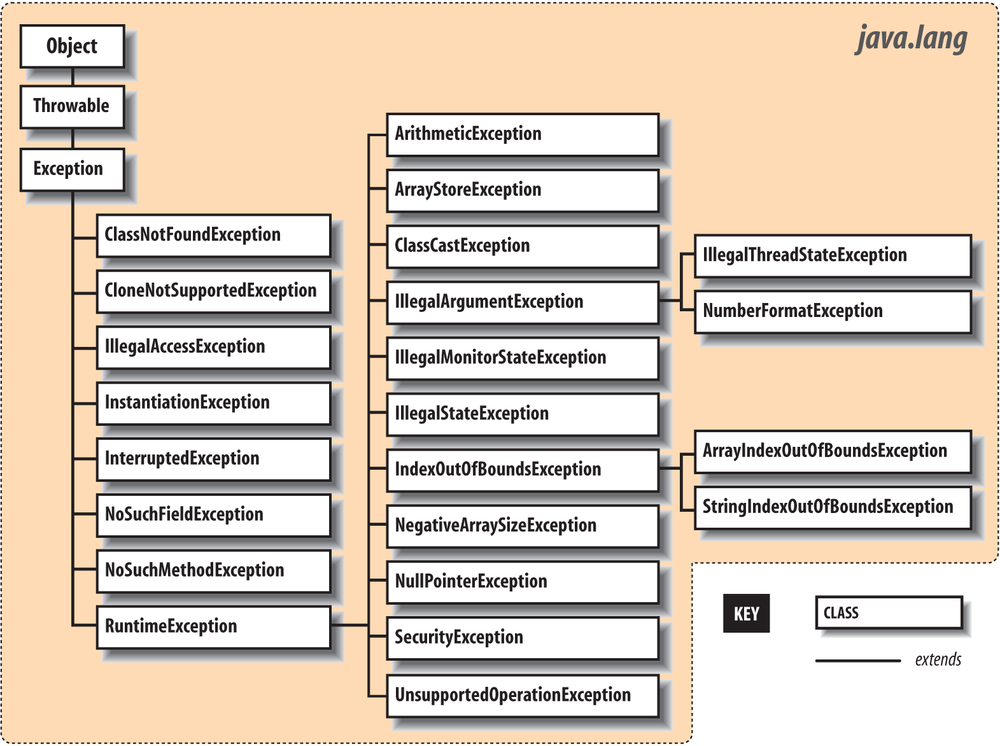 java.lang
Object
Throwable
Exception
ClassNotFoundException
CloneNotSupportedException
IllegalAccessException
InstantiationException
InterruptedException
NoSuchFieldException
NoSuchMethodException
RuntimeException
ArithmeticException
ArrayStoreException
ClassCastException
IllegalArgumentException
IllegalMonitorStateException
IllegalStateException
IndexOutOfBoundsException
NegativeArraySizeException
NullPointerException
SecurityException
UnsupportedOperationException
IllegalThreadStateException
NumberFormatException
ArrayIndexOutOfBoundsException
StringIndexOutOfBoundsException
KEY
CLASS
extends